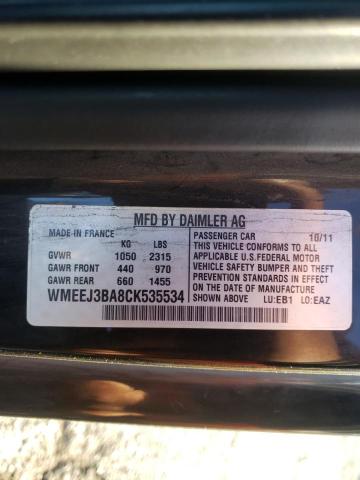 MFD BY DAIMLER AG
MADE IN FRANCE
KG LBS
GVWR 1050 2315
GAWR FRONT 440 970
GAWR REAR 660 1455
WMEEJ3BA8CK535534
PASSENGER CAR 10/11
THIS VEHICLE CONFORMS TO ALL
APPLICABLE U.S.FEDERAL MOTOR
VEHICLE SAFETY BUMPER AND THEFT
PREVENTION STANDARDS IN EFFECT
ON THE DATE OF MANUFACTURE
LU:EB1 LO:EAZ